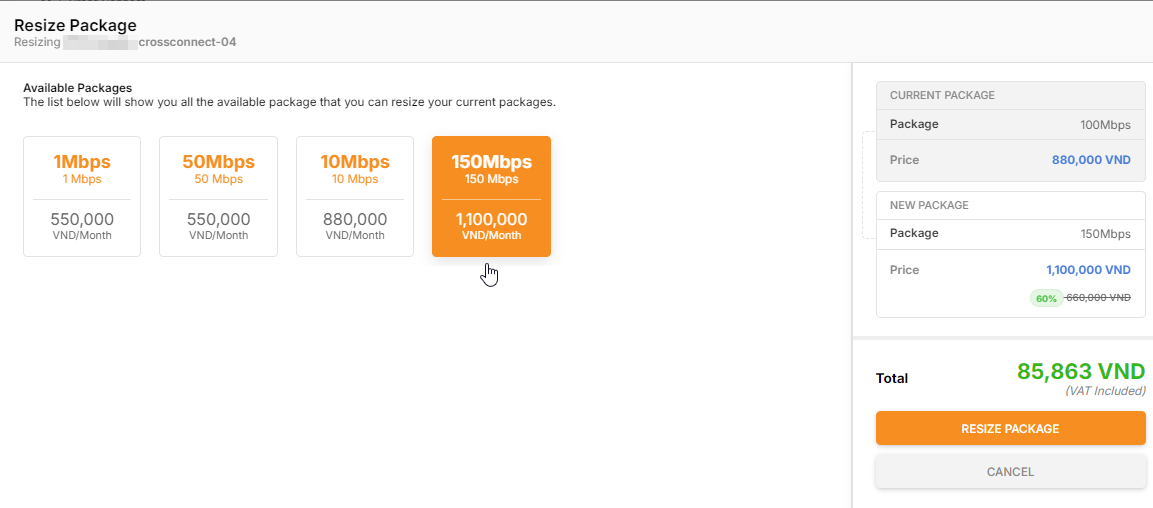 Resize Package
Resizing crossconnect-04
Available Packages
The list below will show you all the available package that you can resize your current packages.
1Mbps
1 Mbps
550,000
VND/Month
50Mbps
50 Mbps
550,000
VND/Month
10Mbps
10 Mbps
880,000
VND/Month
150Mbps
150 Mbps
1,100,000
VND/Month
CURRENT PACKAGE
Package 100Mbps
Price 880,000 VND
NEW PACKAGE
Package 150Mbps
Price 1,100,000 VND
60% 660,000 VND
Total 85,863 VND
(VAT Included)
RESIZE PACKAGE
CANCEL